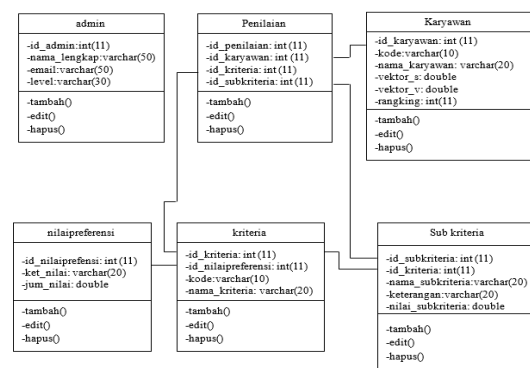 admin
-id_admin:int(11)
-nama_lengkap:varchar(50)
-email:varchar(50)
-level:varchar(30)
-tambah()
-edit()
-hapus()
Penilaian
-id_penilaian: int (11)
-id_karyawan: int (11)
-id_kriteria: int (11)
-id_subkriteria: int (11)
-tambah()
-edit()
-hapus()
Karyawan
-id_karyawan: int (11)
-kode:varchar(10)
-nama_karyawan: varchar(20)
-vektor_s: double
-vektor_v: double
-rangking: int(11)
-tambah()
-edit()
-hapus()
nilaipreferensi
-id_nilaiprefensi: int (11)
-ket_nilai: varchar(20)
-jum_nilai: double
-tambah()
-edit()
-hapus()
kriteria
-id_kriteria: int (11)
-id_nilaipreferensi: int(11)
-kode:varchar(10)
-nama_kriteria: varchar(20)
-tambah()
-edit()
-hapus()
Sub kriteria
-id_subkriteria: int (11)
-id_kriteria: int(11)
-nama_subkriteria:varchar(20)
-keterangan:varchar(20)
-nilai_subkriteria: double
-tambah()
-edit()
-hapus()